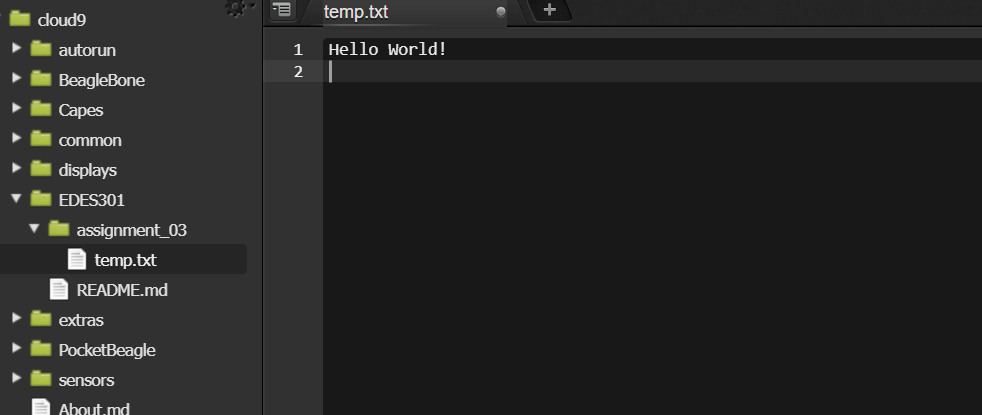 cloud9
autorun
BeagleBone
Capes
common
displays
EDES301
assignment_03
temp.txt
README.md
extras
PocketBeagle
sensors
About.md
temp.txt
1 Hello World!
2